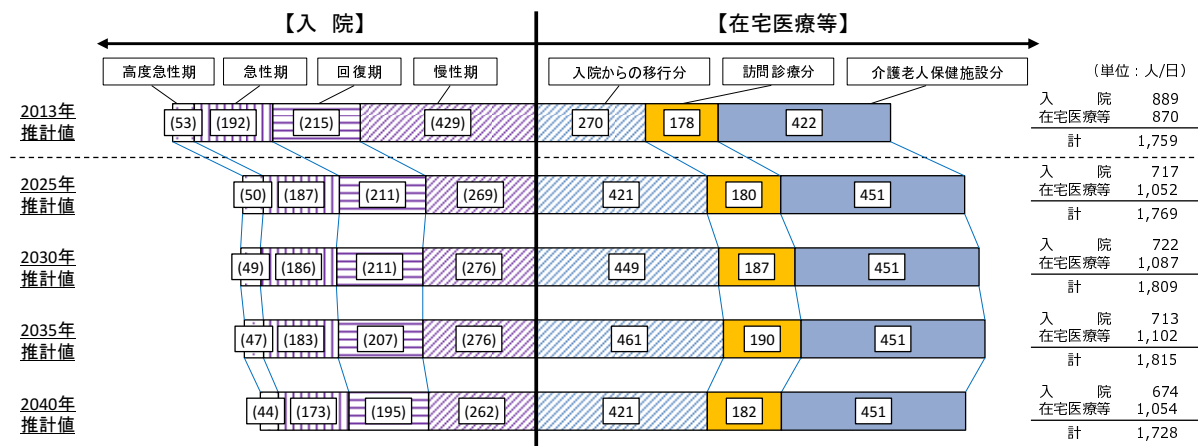 【入　院】　【在宅医療等】
高度急性期　急性期　回復期　慢性期　入院からの移行分　訪問診療分　介護老人保健施設分　（単位：人/日）
2013年
推計値
(53)　(192)　(215)　(429)　270　178　422
入　院　889
在宅医療等　870
計　1,759
2025年
推計値
(50)　(187)　(211)　(269)　421　180　451
入　院　717
在宅医療等　1,052
計　1,769
2030年
推計値
(49)　(186)　(211)　(276)　449　187　451
入　院　722
在宅医療等　1,087
計　1,809
2035年
推計値
(47)　(183)　(207)　(276)　461　190　451
入　院　713
在宅医療等　1,102
計　1,815
2040年
推計値
(44)　(173)　(195)　(262)　421　182　451
入　院　674
在宅医療等　1,054
計　1,728